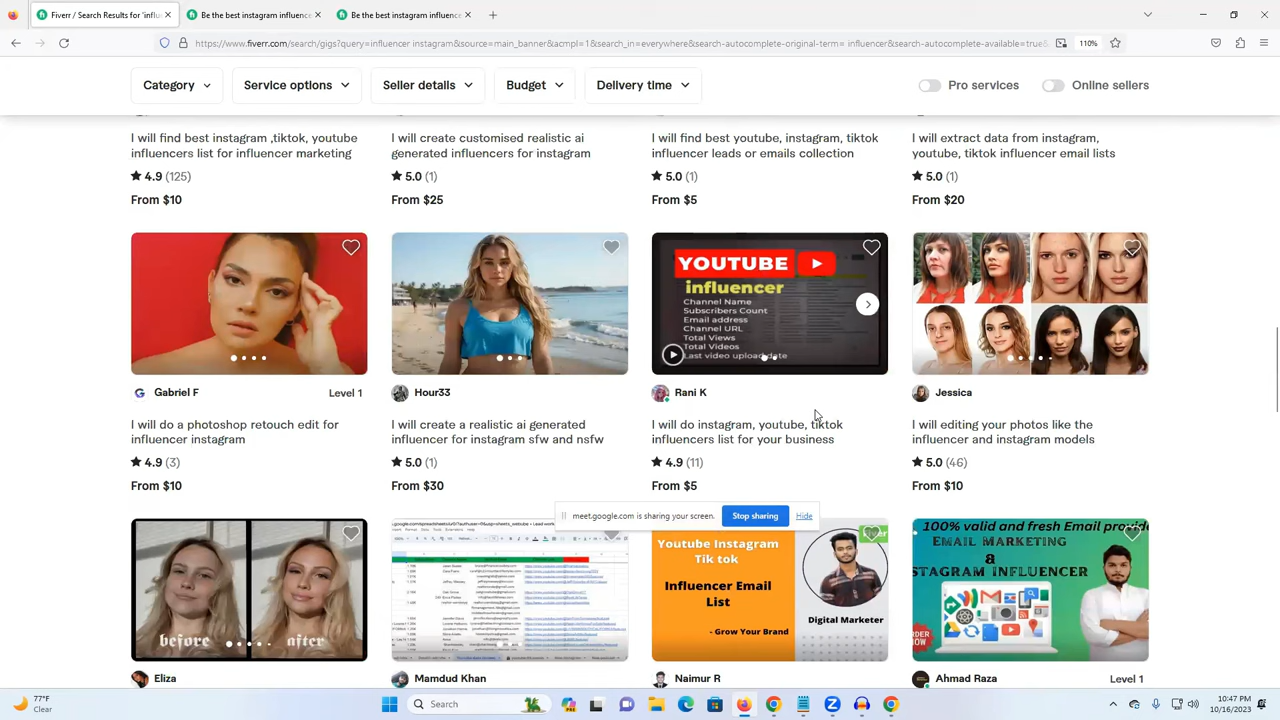 Fiverr / Search Results for 'influ
Be the best instagram influence
Be the best instagram influence
https://www.fiverr.com/search/gigs?query=influencer instagram&source=main_banner&acmpl=1&search_in=everywhere&search-autocomplete-original-term= influencer&search-autocomplete-available=true&
110%
Category
Service options
Seller details
Budget
Delivery time
Pro services
Online sellers
I will find best instagram ,tiktok, youtube
influencers list for influencer marketing
4.9 (125)
From $10
I will create customised realistic ai
generated influencers for instagram
5.0 (1)
From $25
I will find best youtube, instagram, tiktok
influencer leads or emails collection
5.0 (1)
From $5
I will extract data from instagram,
youtube, tiktok influencer email lists
5.0 (1)
From $20
G Gabriel F Level 1
I will do a photoshop retouch edit for
influencer instagram
4.9 (3)
From $10
Hour33
I will create a realistic ai generated
influencer for instagram sfw and nsfw
5.0 (1)
From $30
YOUTUBE
influencer
Channel Name
Subscribers Count
Email address
Channel URL
Total Views
Total Videos
Last video upload date
Rani K
I will do instagram, youtube, tiktok
influencers list for your business
4.9 (11)
From $5
Jessica
I will editing your photos like the
influencer and instagram models
5.0 (46)
From $10
meet.google.com is sharing your screen.
Stop sharing
Hide
Eliza
Mamdud Khan
Youtube Instagram
Tik tok
Influencer Email
List
- Grow Your Brand
Digital Marketer
Naimur R
100% valid and fresh Email
EMAIL MARKETING
&
STAGRAM INFLUENCER
ORDER
NOW
Ahmad Raza Level 1
77°F
Clear
Search
10:47 PM
10/16/2023